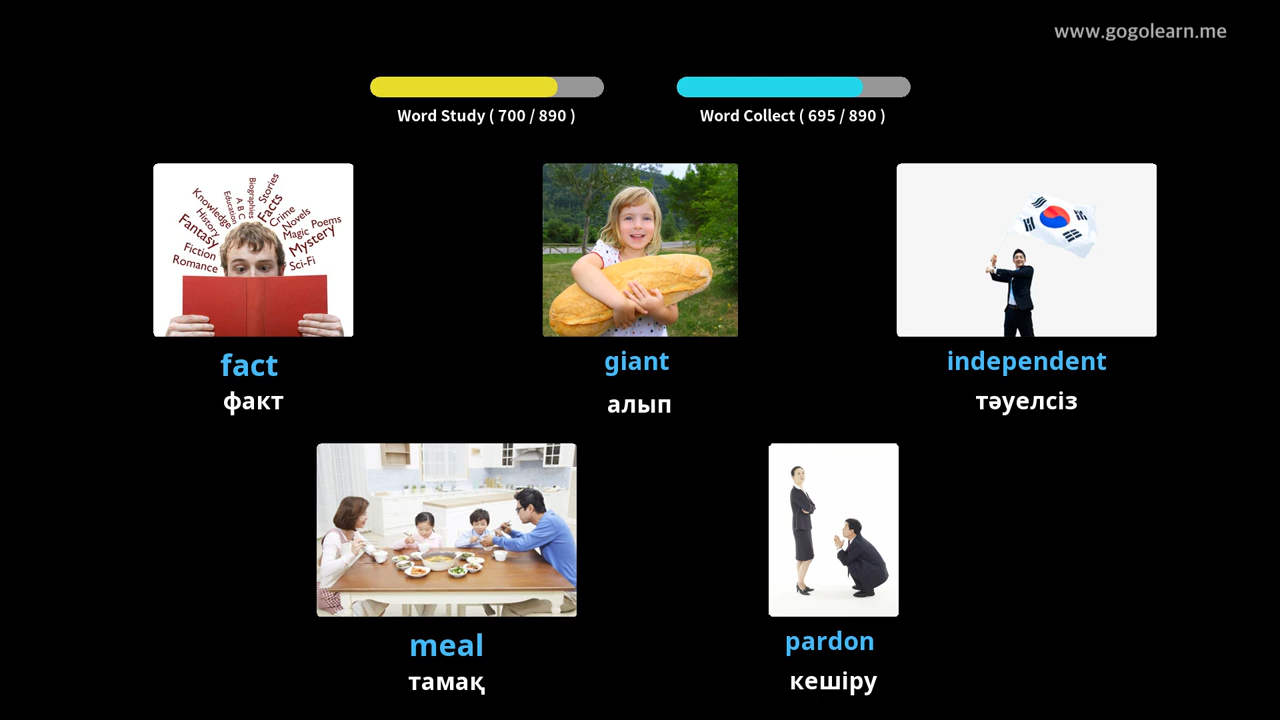 www.gogolearn.me
Word Study ( 700 / 890 )
Word Collect ( 695 / 890 )
Knowledge
History
Fantasy
Fiction
Romance
Education
A B C
Biographies
Stories
Facts
Crime
Novels
Magic
Poems
Mystery
Sci-Fi
fact
факт
giant
алып
independent
тәуелсіз
meal
тамақ
pardon
кешіру